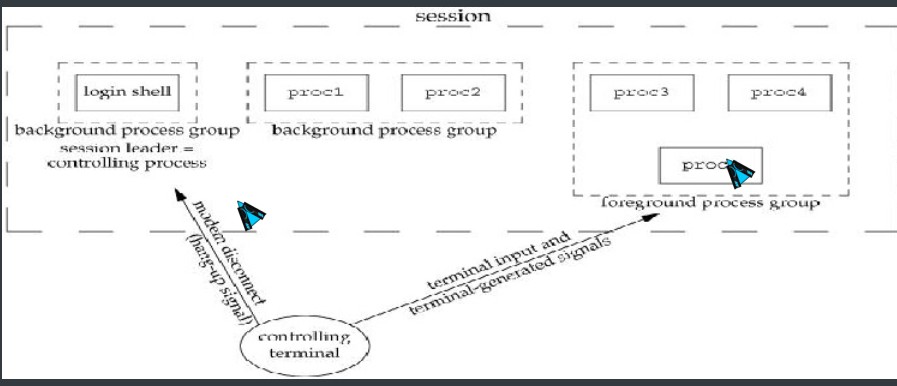 session
login shell
proc1
proc2
proc3
proc4
background process group
session leader =
controlling process
background process group
proc
foreground process group
modem disconnect
(hang-up signal)
terminal input and
terminal-generated signals
controlling
terminal